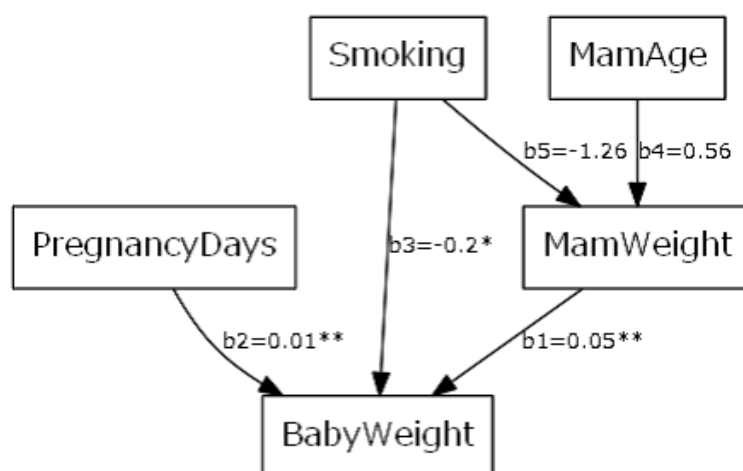 Smoking
MamAge
b5=-1.26
b4=0.56
PregnancyDays
b3=-0.2*
MamWeight
b2=0.01**
b1=0.05**
BabyWeight